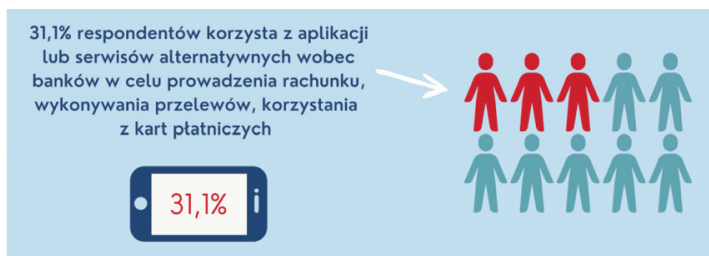 31,1% respondentów korzysta z aplikacji
lub serwisów alternatywnych wobec
banków w celu prowadzenia rachunku,
wykonywania przelewów, korzystania
z kart płatniczych
31,1%